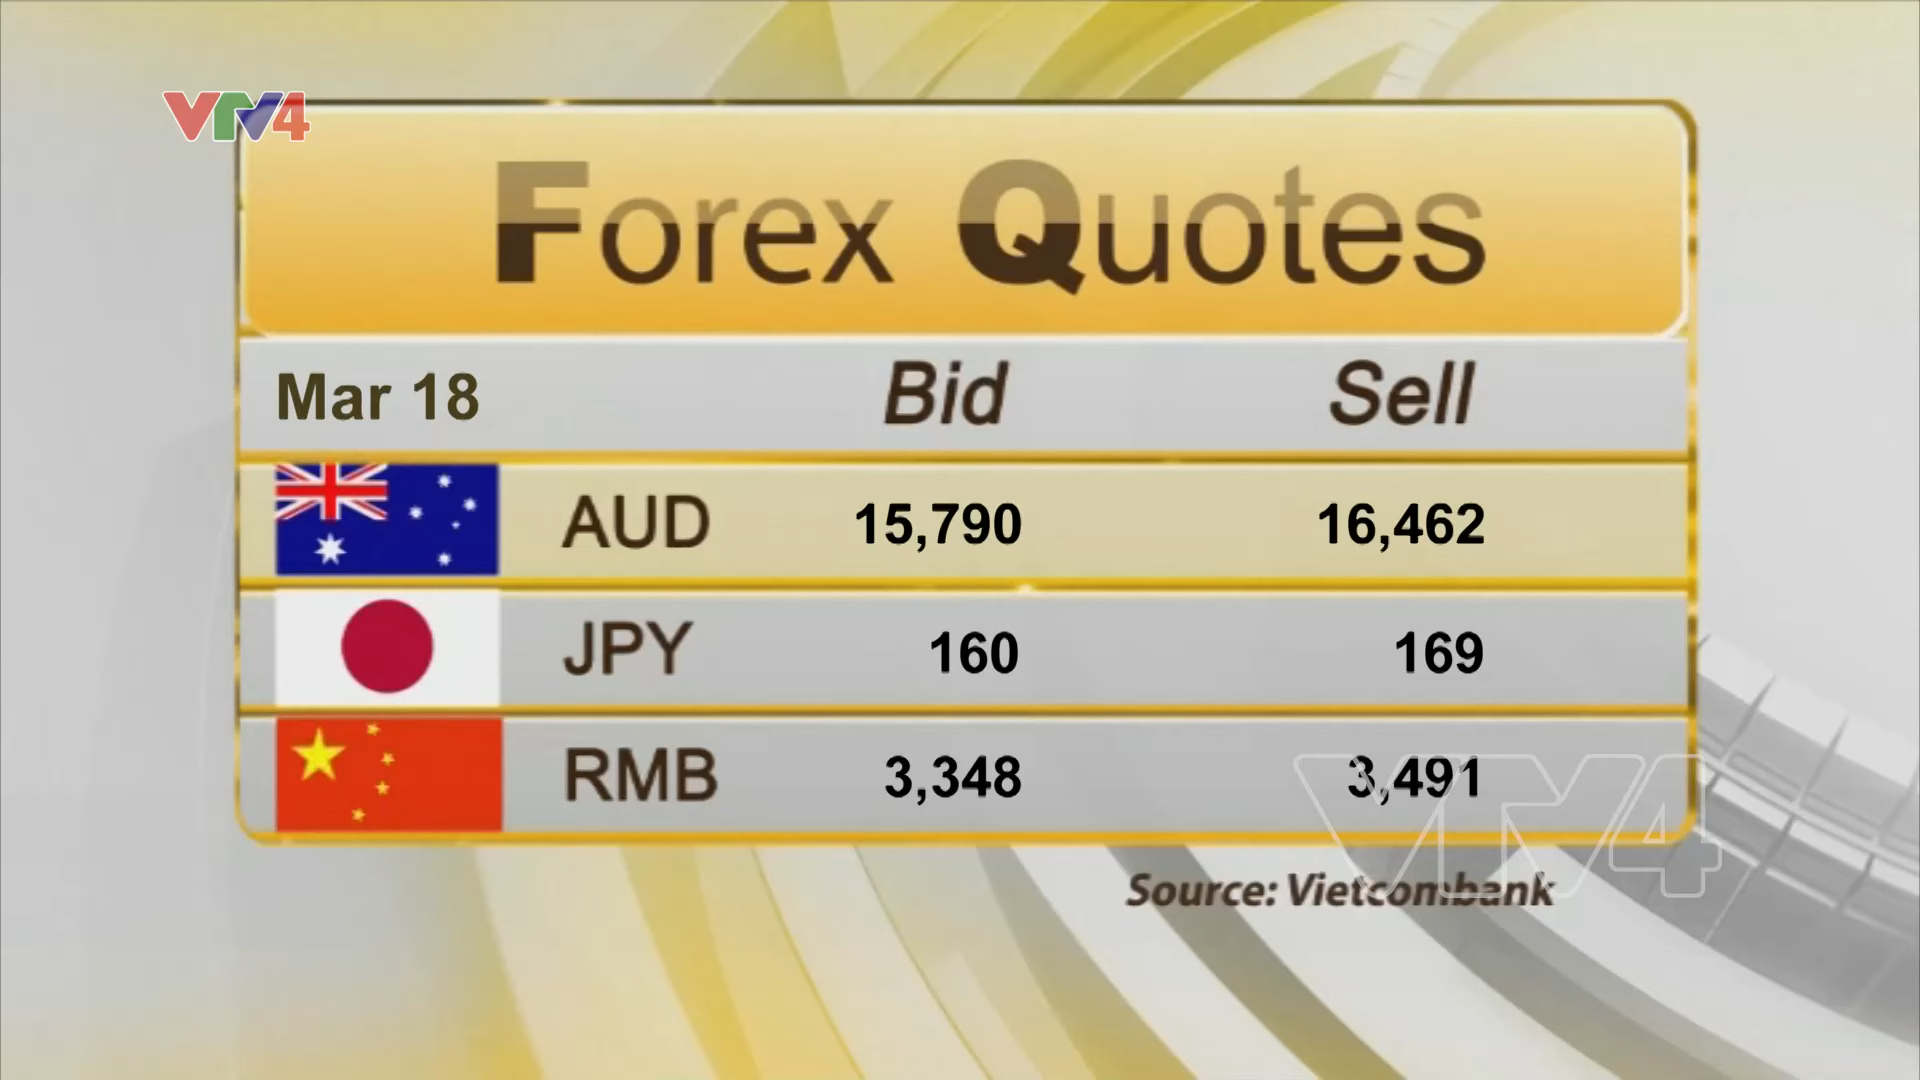 VTV4
Forex Quotes
Mar 18 Bid Sell
AUD 15,790 16,462
JPY 160 169
RMB 3,348 3,491
VTV4
Source: Vietcombank